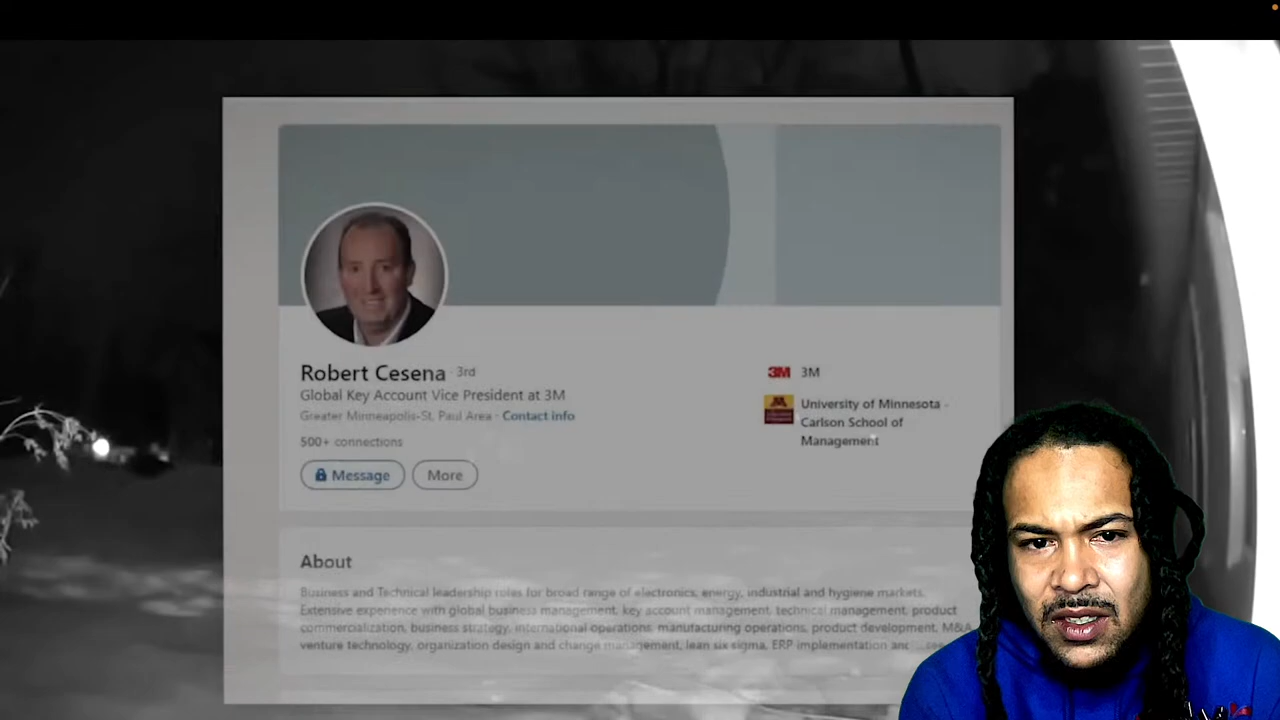 Robert Cesena · 3rd
Global Key Account Vice President at 3M
Greater Minneapolis-St. Paul Area · Contact info
500+ connections
Message
More
3M 3M
University of Minnesota -
Carlson School of
Management
About
Business and Technical leadership roles for broad range of electronics, energy, industrial and hygiene markets.
Extensive experience with global business management, key account management, technical management, product
commercialization, business strategy, international operations, manufacturing operations, product development, M&A,
venture technology, organization design and change management, lean six sigma, ERP implementation and